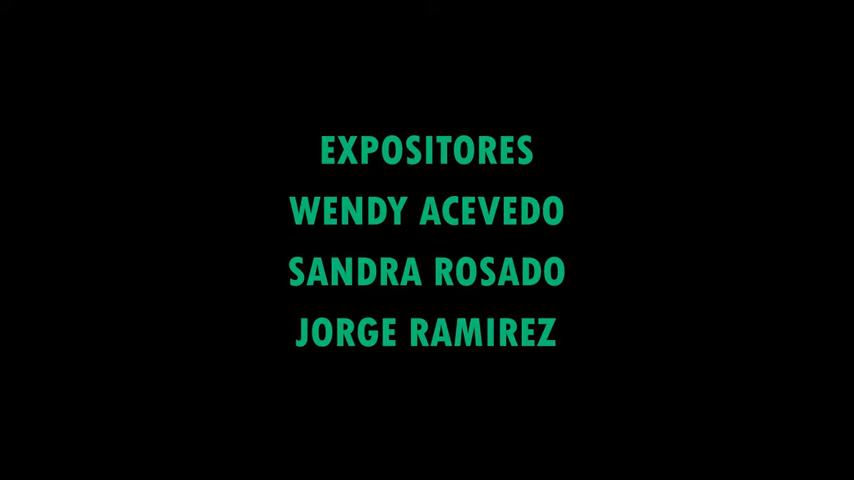 EXPOSITORES
WENDY ACEVEDO
SANDRA ROSADO
JORGE RAMIREZ